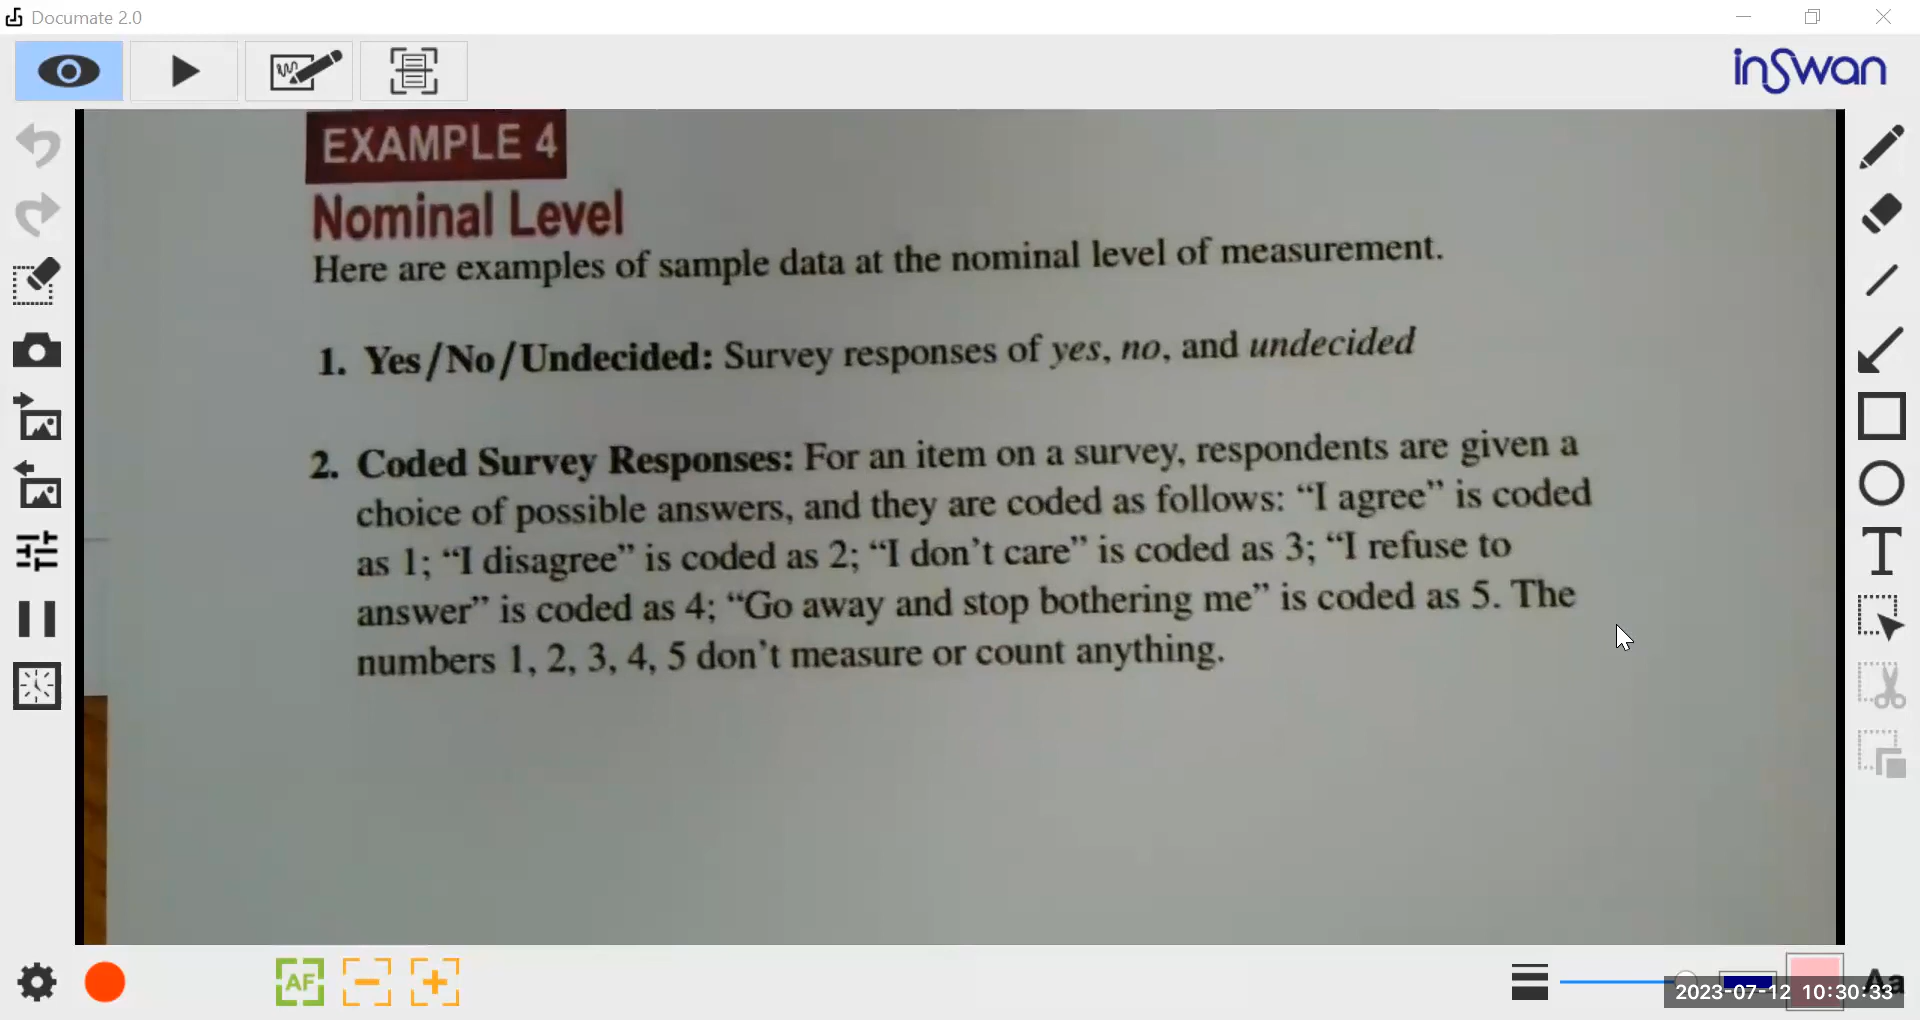 Documate 2.0
inSwan
EXAMPLE 4
Nominal Level
Here are examples of sample data at the nominal level of measurement.
1. Yes/No/Undecided: Survey responses of yes, no, and undecided
2. Coded Survey Responses: For an item on a survey, respondents are given a
choice of possible answers, and they are coded as follows: “I agree” is coded
as 1; “I disagree” is coded as 2; “I don’t care” is coded as 3; “I refuse to
answer” is coded as 4; “Go away and stop bothering me” is coded as 5. The
numbers 1, 2, 3, 4, 5 don’t measure or count anything.
T
AF
Aa
2023-07-12 10:30:33